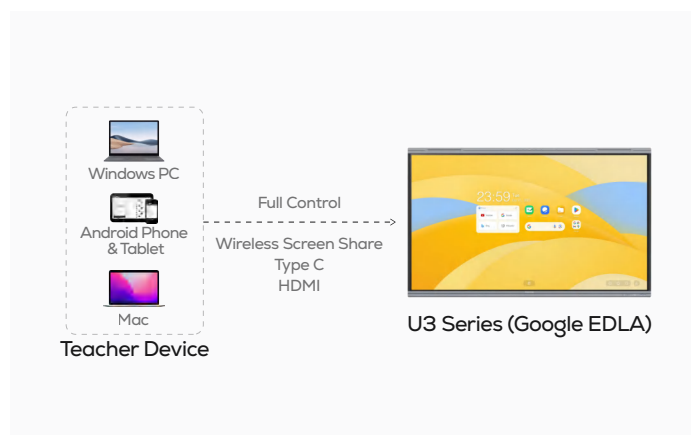 Windows PC
Android Phone
& Tablet
Mac
Teacher Device
Full Control
Wireless Screen Share
Type C
HDMI
23:59
U3 Series (Google EDLA)